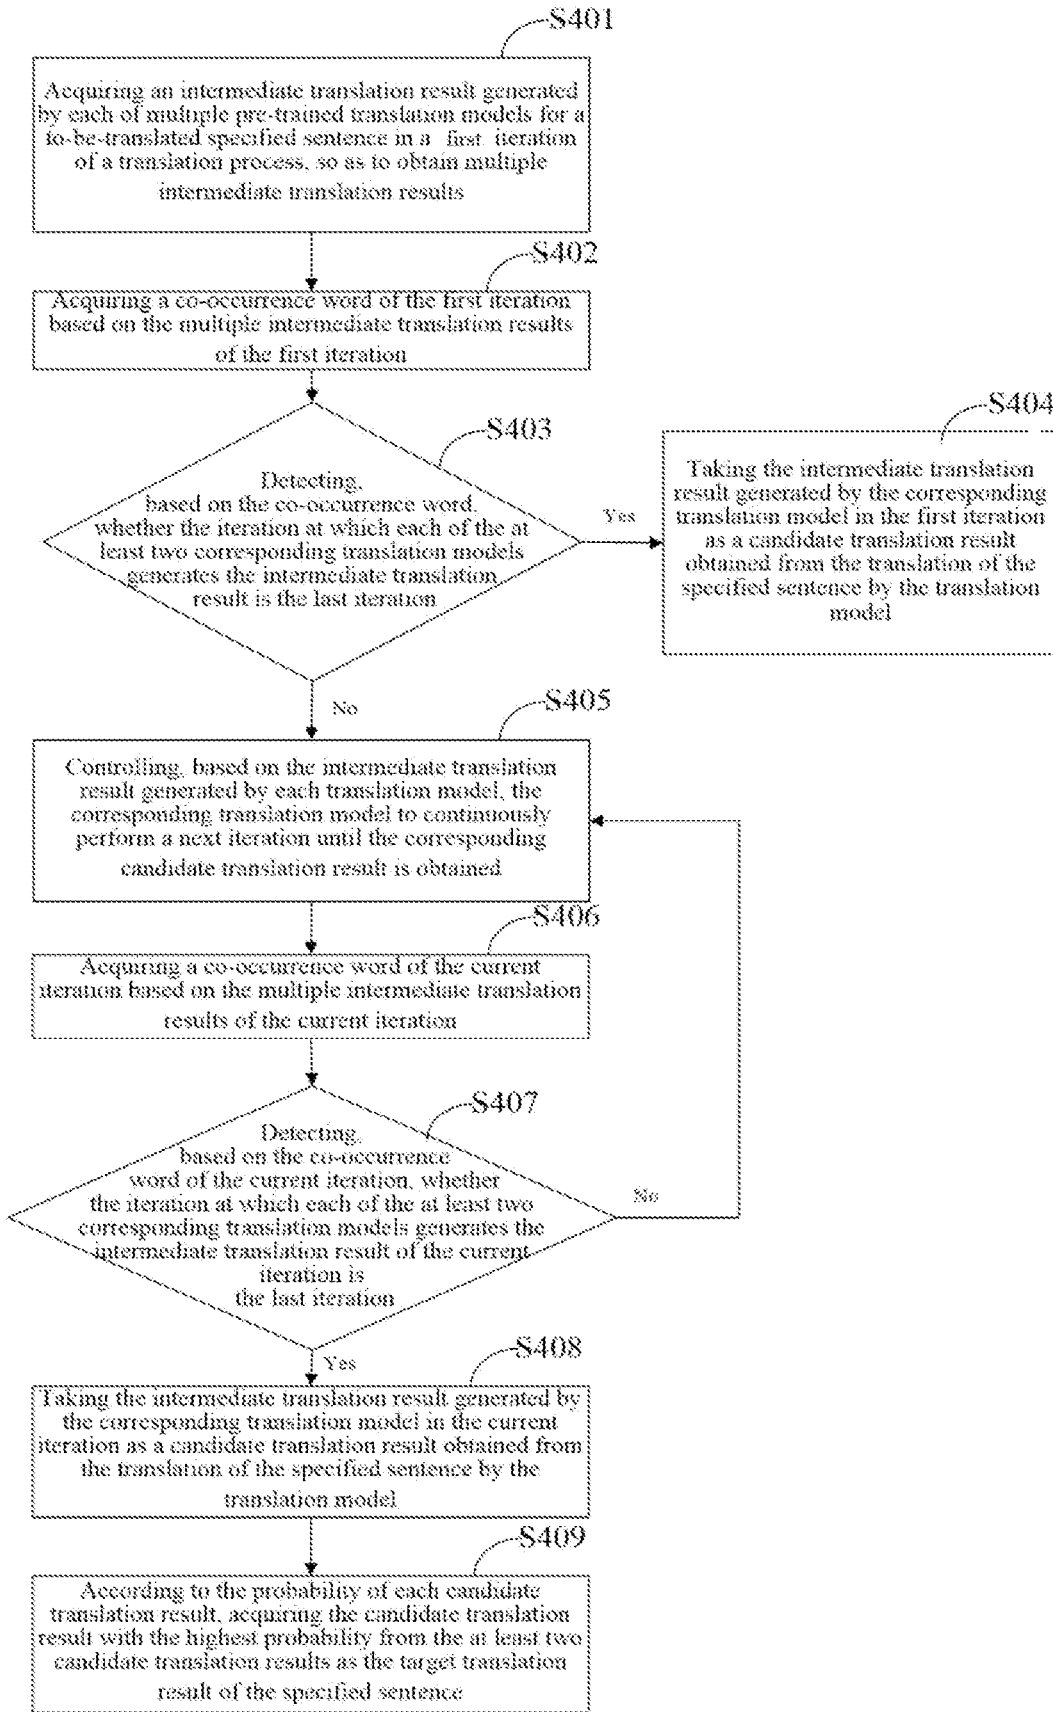 S401
Acquiring an intermediate translation result generated
by each of multiple pre-trained translation models for a
to-be-translated specified sentence in a first iteration
of a translation process, so as to obtain multiple
intermediate translation results
S402
Acquiring a co-occurrence word of the first iteration
based on the multiple intermediate translation results
of the first iteration
S403
Detecting,
based on the co-occurrence word,
whether the iteration at which each of the at
least two corresponding translation models
generates the intermediate translation
result is the last iteration
Yes
S404
Taking the intermediate translation
result generated by the corresponding
translation model in the first iteration
as a candidate translation result
obtained from the translation of the
specified sentence by the translation
model
No
S405
Controlling, based on the intermediate translation
result generated by each translation model, the
corresponding translation model to continuously
perform a next iteration until the corresponding
candidate translation result is obtained
S406
Acquiring a co-occurrence word of the current
iteration based on the multiple intermediate translation
results of the current iteration
S407
Detecting,
based on the co-occurrence
word of the current iteration, whether
the iteration at which each of the at least two
corresponding translation models generates the
intermediate translation result of the current
iteration is
the last iteration
No
Yes
S408
Taking the intermediate translation result generated by
the corresponding translation model in the current
iteration as a candidate translation result obtained from
the translation of the specified sentence by the
translation model
S409
According to the probability of each candidate
translation result, acquiring the candidate translation
result with the highest probability from the at least two
candidate translation results as the target translation
result of the specified sentence